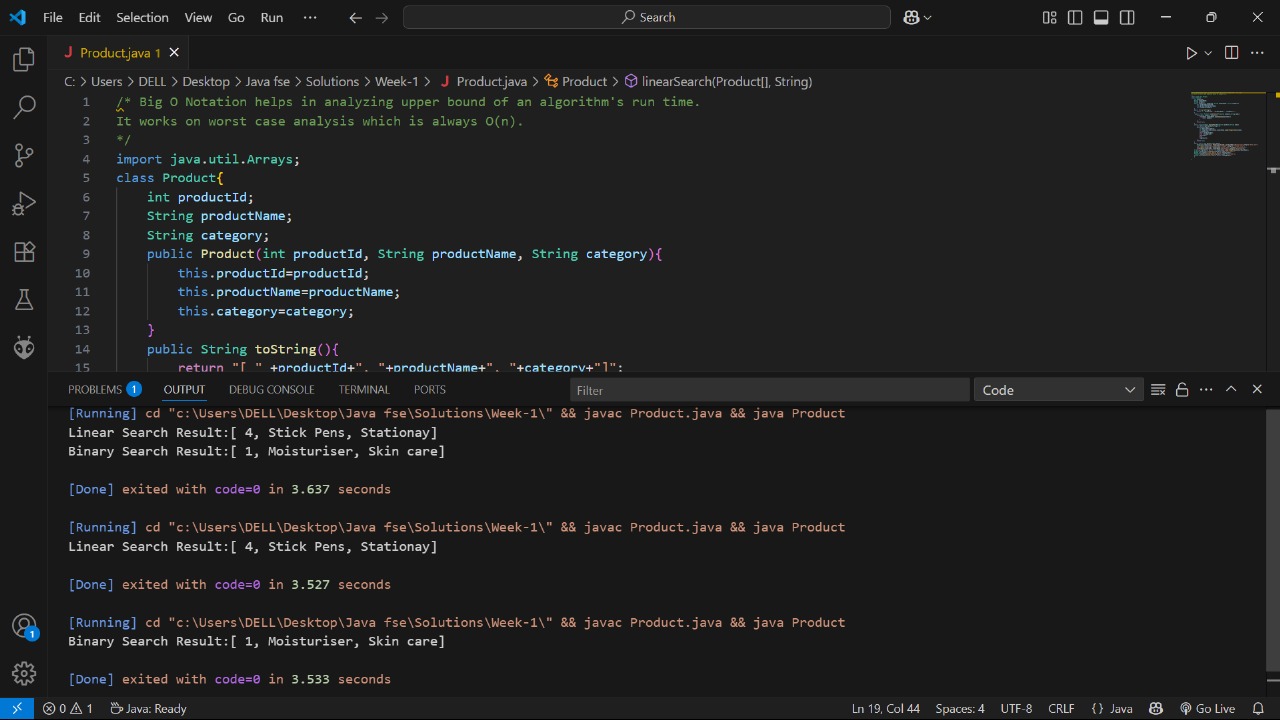 File Edit Selection View Go Run ··· Search
J Product.java 1
C: > Users > DELL > Desktop > Java fse > Solutions > Week-1 > J Product.java > Product > linearSearch(Product[], String)
1 /* Big O Notation helps in analyzing upper bound of an algorithm's run time.
2 It works on worst case analysis which is always O(n).
3 */
4 import java.util.Arrays;
5 class Product{
6 int productId;
7 String productName;
8 String category;
9 public Product(int productId, String productName, String category){
10 this.productId=productId;
11 this.productName=productName;
12 this.category=category;
13 }
14 public String toString(){
15 return "[ " +productId+", "+productName+", "+category+"]";
PROBLEMS 1 OUTPUT DEBUG CONSOLE TERMINAL PORTS Filter Code
[Running] cd "c:\Users\DELL\Desktop\Java fse\Solutions\Week-1\" && javac Product.java && java Product
Linear Search Result:[ 4, Stick Pens, Stationay]
Binary Search Result:[ 1, Moisturiser, Skin care]
[Done] exited with code=0 in 3.637 seconds
[Running] cd "c:\Users\DELL\Desktop\Java fse\Solutions\Week-1\" && javac Product.java && java Product
Linear Search Result:[ 4, Stick Pens, Stationay]
[Done] exited with code=0 in 3.527 seconds
[Running] cd "c:\Users\DELL\Desktop\Java fse\Solutions\Week-1\" && javac Product.java && java Product
Binary Search Result:[ 1, Moisturiser, Skin care]
[Done] exited with code=0 in 3.533 seconds
1
0 1 Java: Ready Ln 19, Col 44 Spaces: 4 UTF-8 CRLF {} Java Go Live